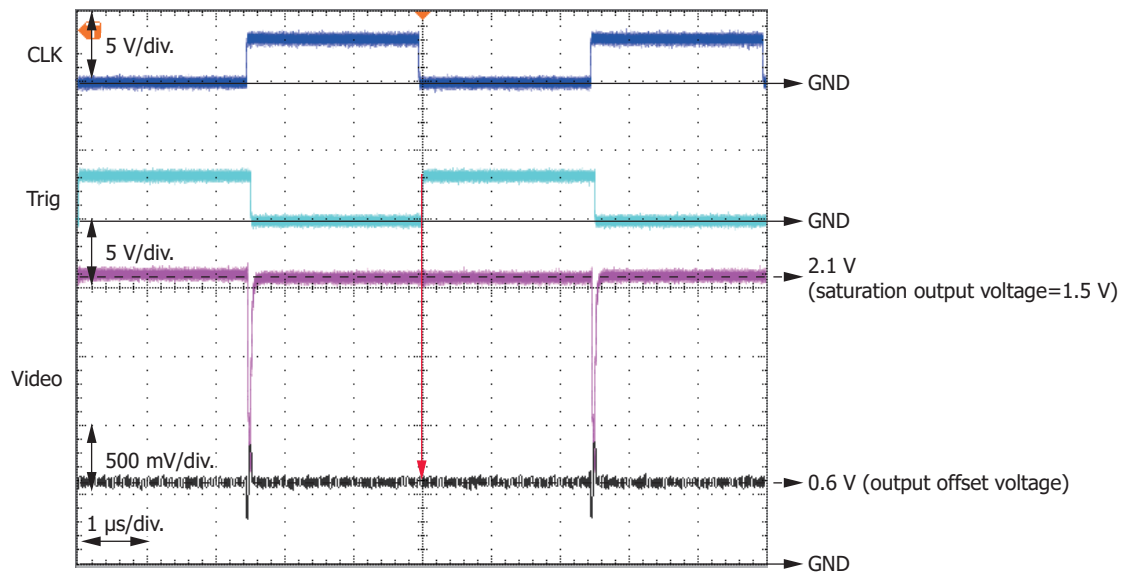 CLK
5 V/div.
GND
Trig
GND
5 V/div.
2.1 V
(saturation output voltage=1.5 V)
Video
500 mV/div.
0.6 V (output offset voltage)
1 μs/div.
GND